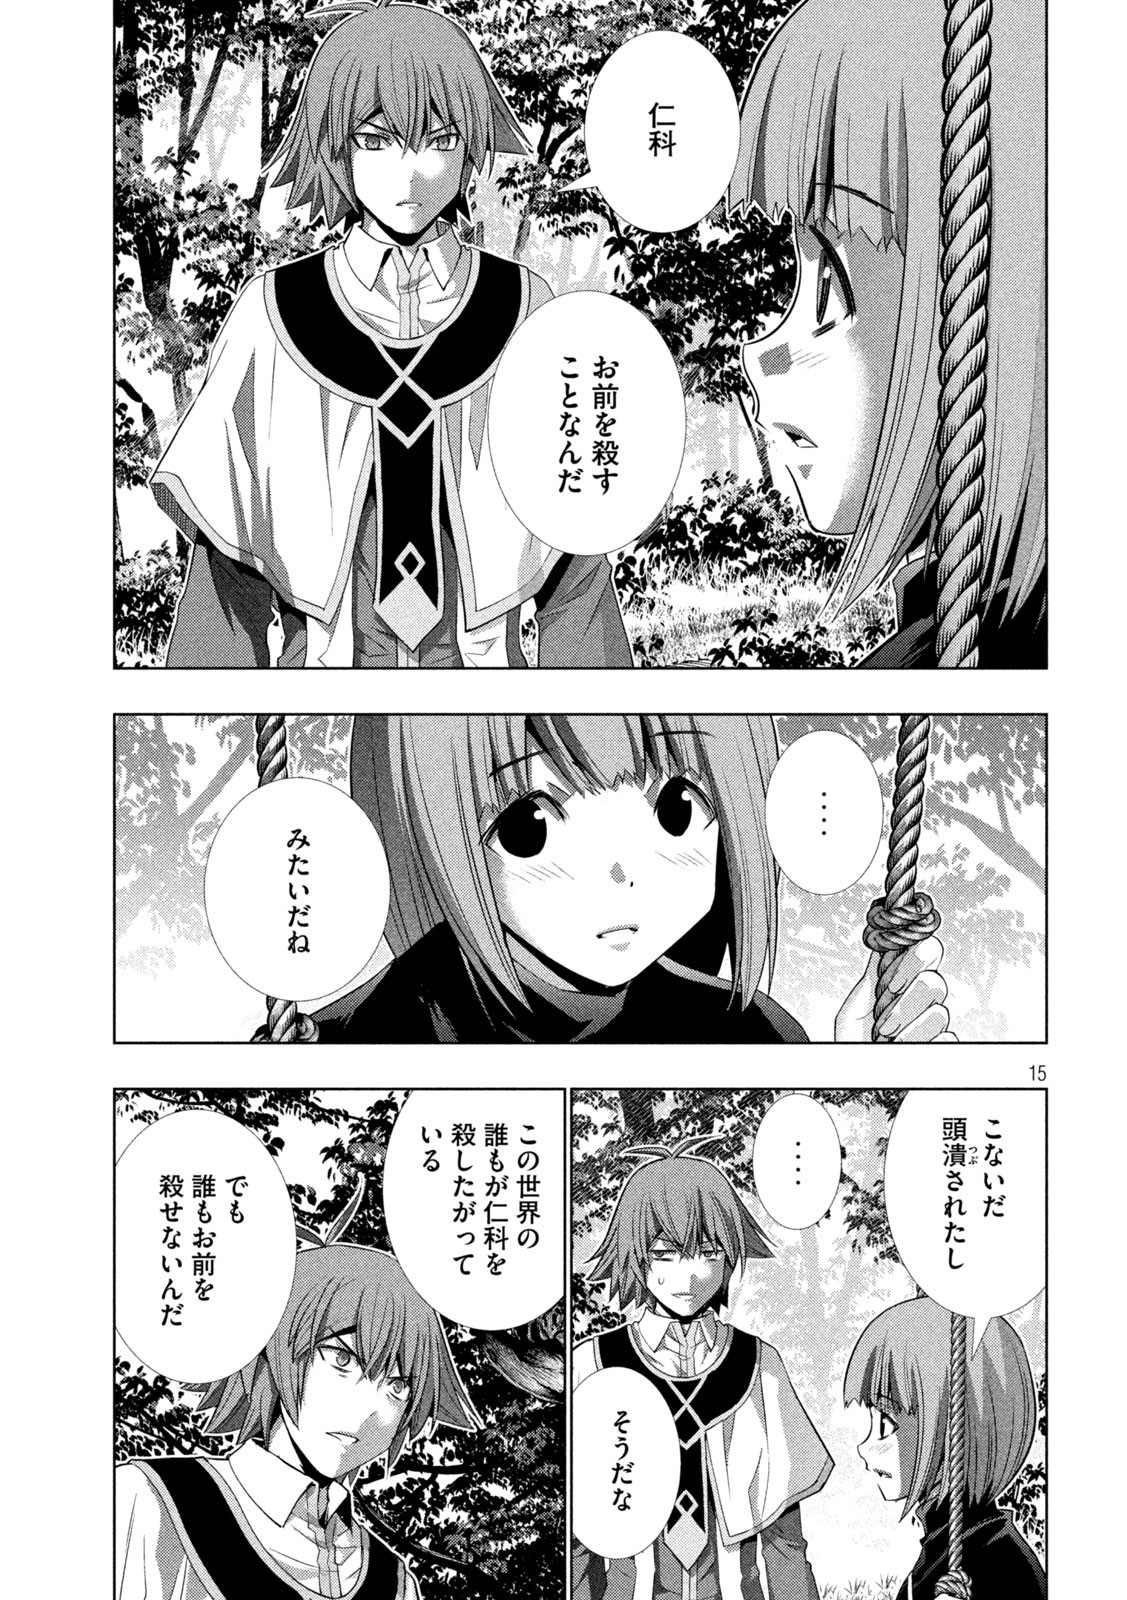 仁科
お前を殺す
ことなんだ
・・・
みたいだね
15
こないだ
頭潰されたし
つぶ
・・・
そうだな
この世界の
誰もが仁科を
殺したがって
いる
でも
誰もお前を
殺せないんだ